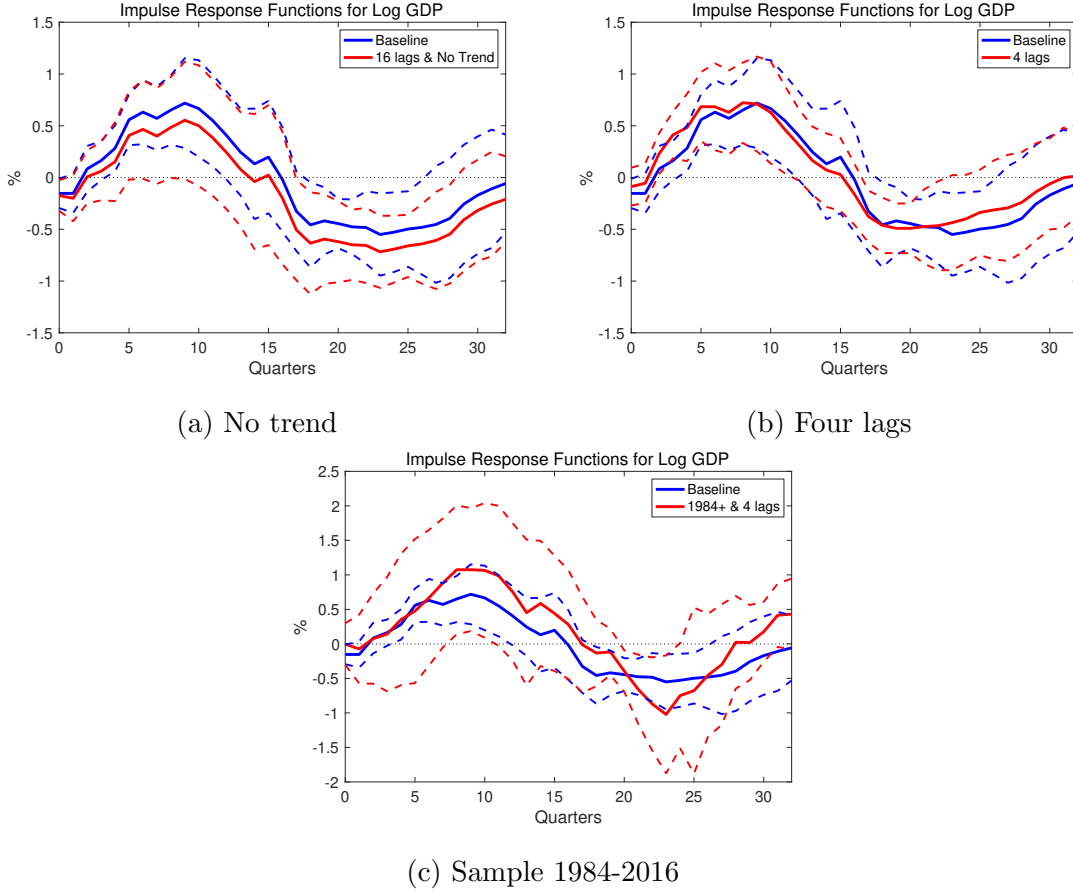 Impulse Response Functions for Log GDP
Baseline
16 lags & No Trend
1.5
1
0.5
0
-0.5
-1
-1.5
%
0 5 10 15 20 25 30
Quarters
(a) No trend
Impulse Response Functions for Log GDP
Baseline
4 lags
1.5
1
0.5
0
-0.5
-1
-1.5
%
0 5 10 15 20 25 30
Quarters
(b) Four lags
Impulse Response Functions for Log GDP
Baseline
1984+ & 4 lags
2.5
2
1.5
1
0.5
0
-0.5
-1
-1.5
-2
%
0 5 10 15 20 25 30
Quarters
(c) Sample 1984-2016